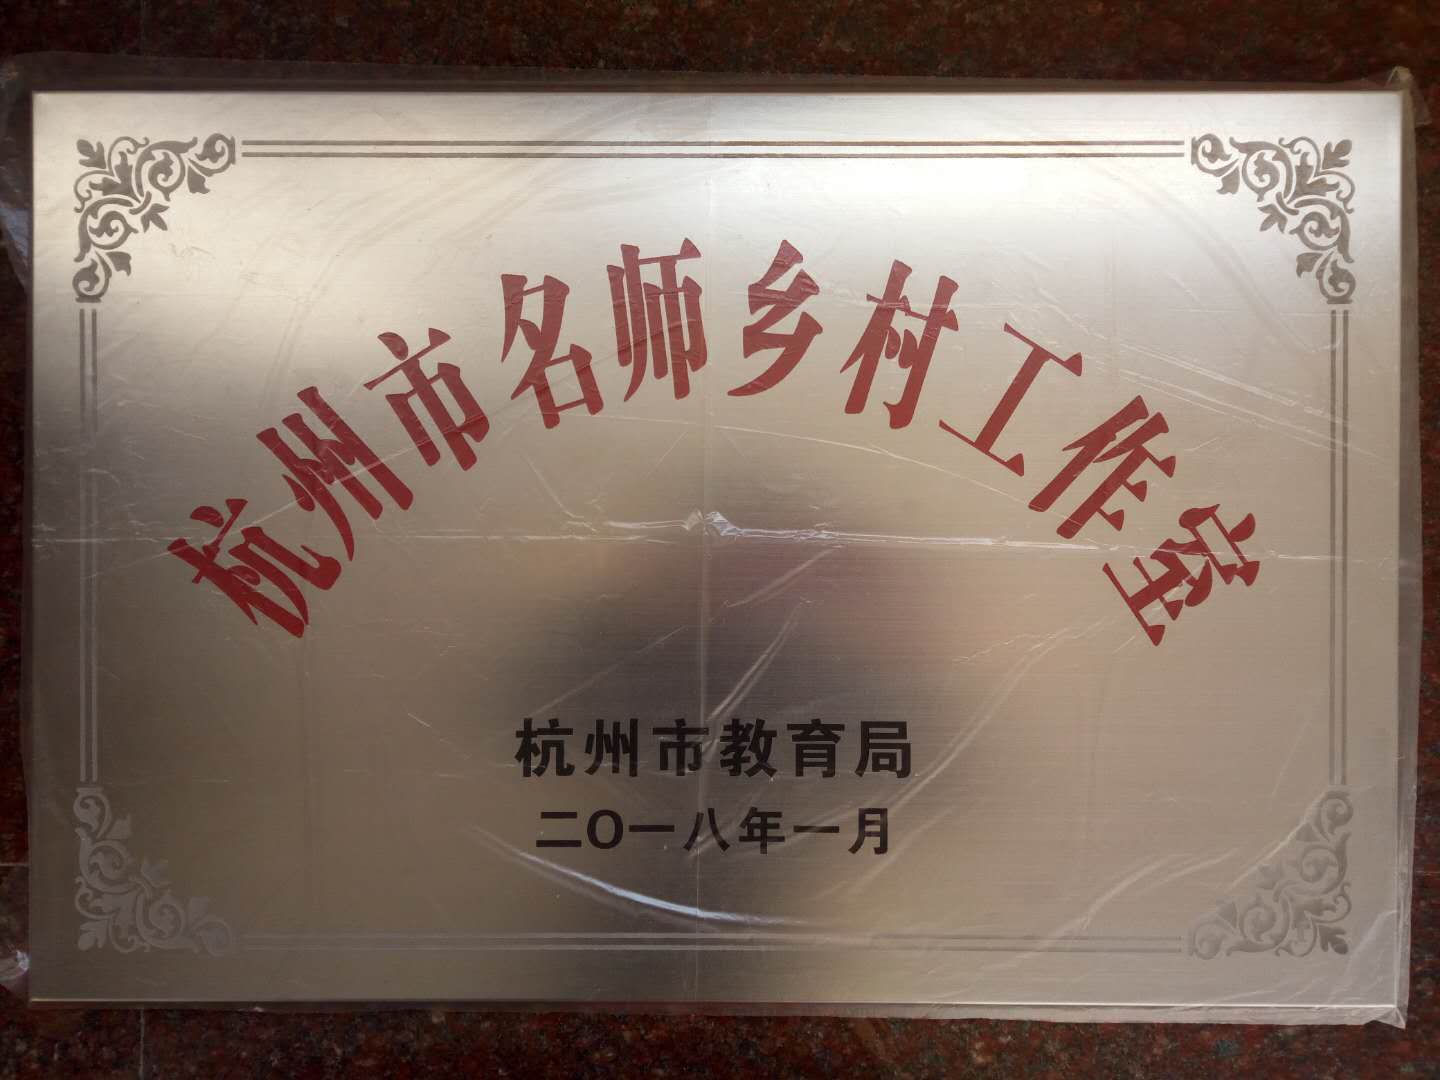 杭州市名师乡村工作室
杭州市教育局
二〇一八年一月